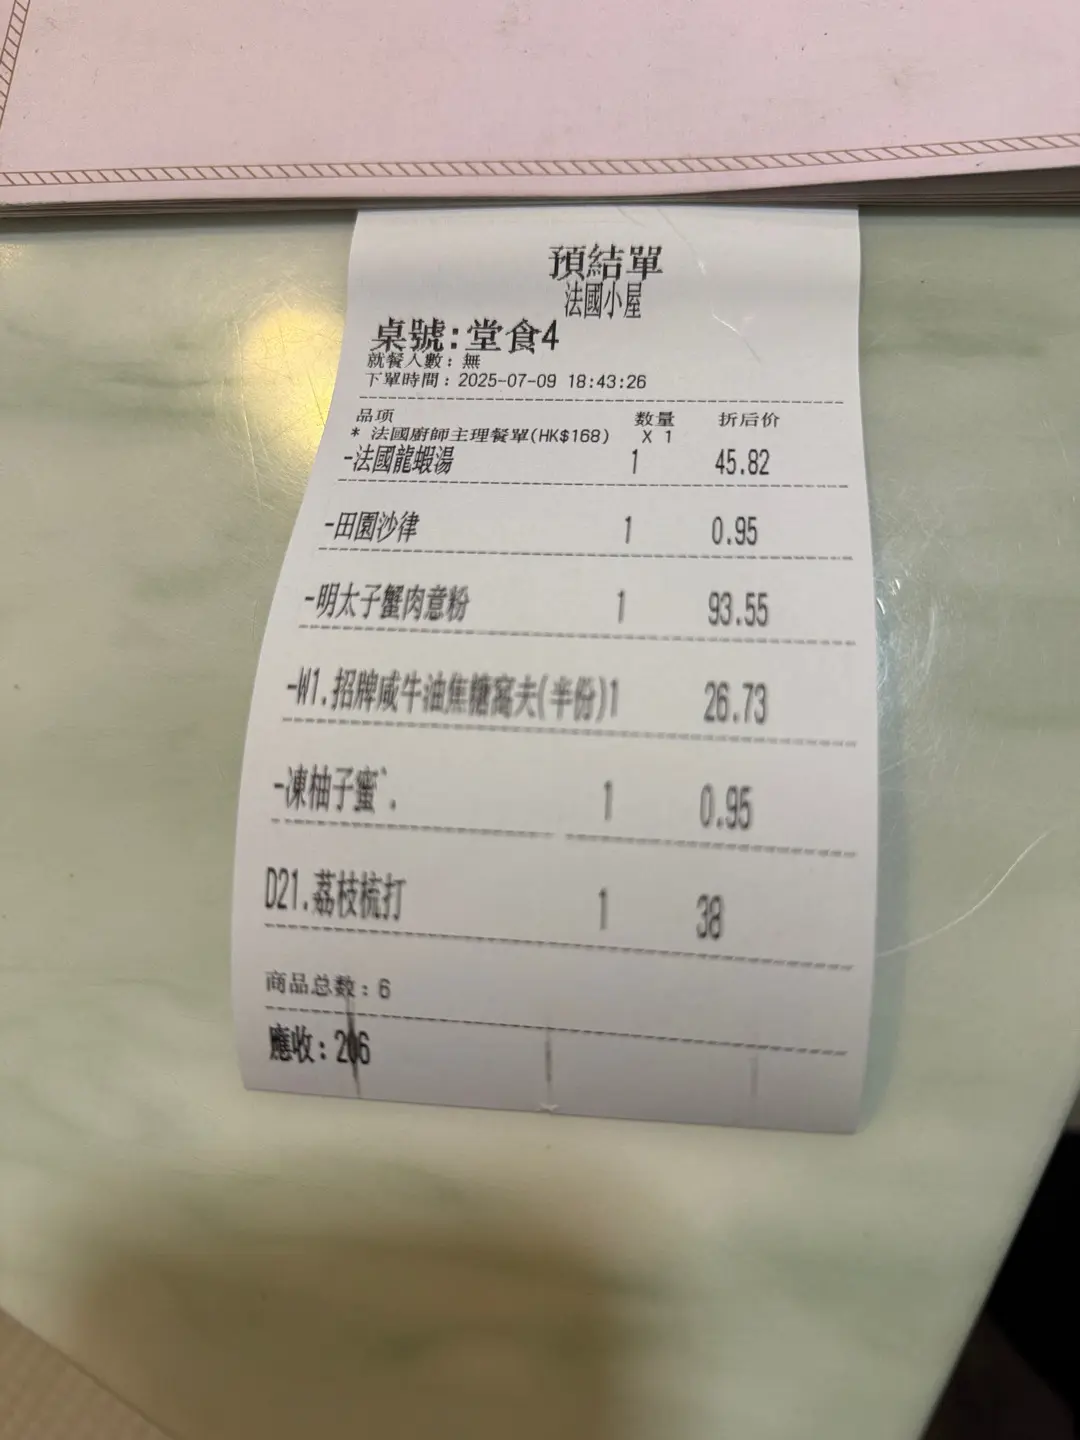 預結單
法國小屋
桌號:堂食4
就餐人數: 無
下單時間: 2025-07-09 18:43:26
品项 数量 折后价
* 法國廚師主理餐單(HK$168) X 1
-法國龍蝦湯 1 45.82
-田園沙律 1 0.95
-明太子蟹肉意粉 1 93.55
-W1.招牌咸牛油焦糖窩夫(半份)1 26.73
-凍柚子蜜`. 1 0.95
D21.荔枝梳打 1 38
商品总数: 6
應收: 206